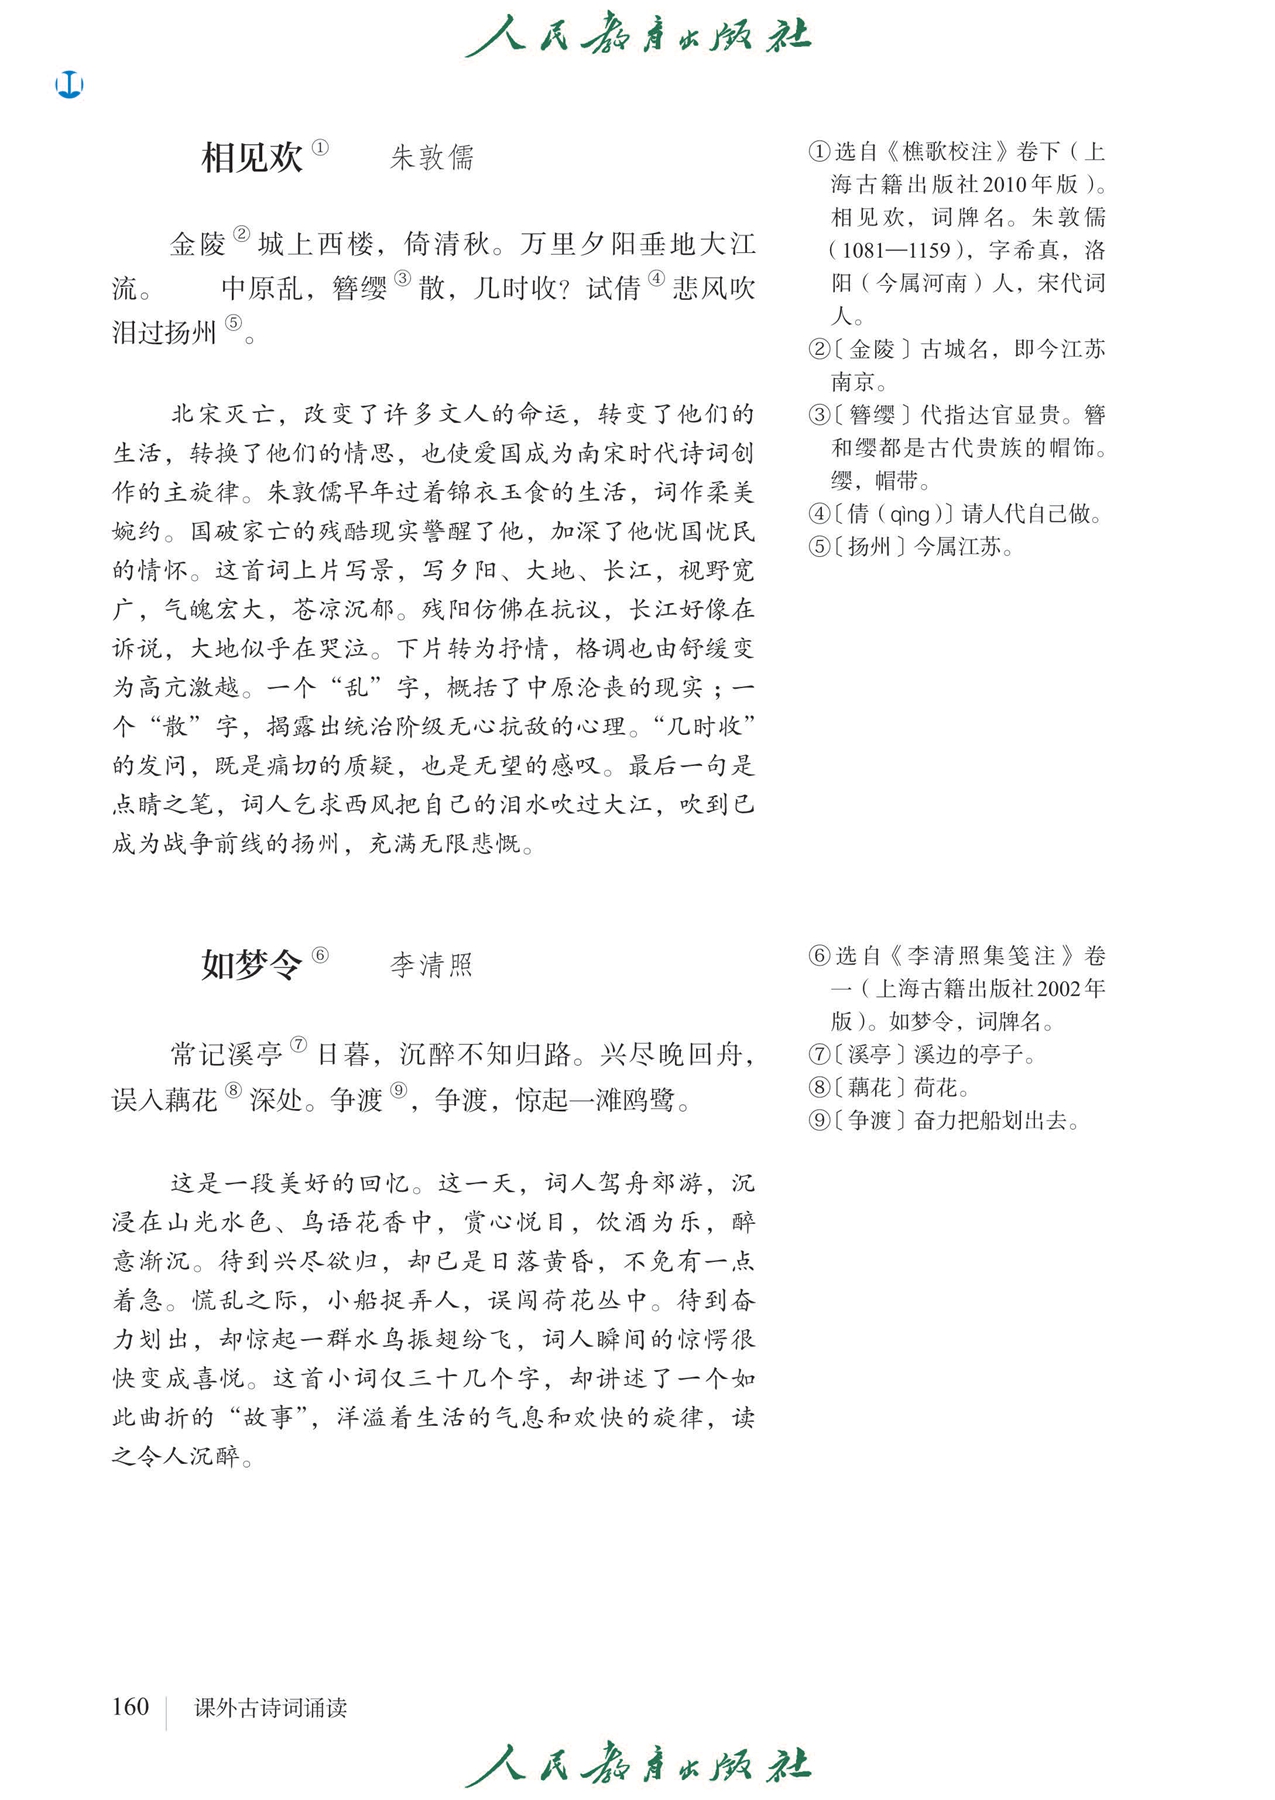 人民教育出版社
相见欢① 朱敦儒
金陵②城上西楼，倚清秋。万里夕阳垂地大江
流。 中原乱，簪缨③散，几时收？试倩④悲风吹
泪过扬州⑤。
北宋灭亡，改变了许多文人的命运，转变了他们的
生活，转换了他们的情思，也使爱国成为南宋时代诗词创
作的主旋律。朱敦儒早年过着锦衣玉食的生活，词作柔美
婉约。国破家亡的残酷现实警醒了他，加深了他忧国忧民
的情怀。这首词上片写景，写夕阳、大地、长江，视野宽
广，气魄宏大，苍凉沉郁。残阳仿佛在抗议，长江好像在
诉说，大地似乎在哭泣。下片转为抒情，格调也由舒缓变
为高亢激越。一个“乱”字，概括了中原沦丧的现实；一
个“散”字，揭露出统治阶级无心抗敌的心理。“几时收”
的发问，既是痛切的质疑，也是无望的感叹。最后一句是
点睛之笔，词人乞求西风把自己的泪水吹过大江，吹到已
成为战争前线的扬州，充满无限悲慨。
①选自《樵歌校注》卷下（上
海古籍出版社2010年版）。
相见欢，词牌名。朱敦儒
（1081—1159），字希真，洛
阳（今属河南）人，宋代词
人。
②〔金陵〕古城名，即今江苏
南京。
③〔簪缨〕代指达官显贵。簪
和缨都是古代贵族的帽饰。
缨，帽带。
④〔倩（qìng）〕请人代自己做。
⑤〔扬州〕今属江苏。
如梦令⑥ 李清照
常记溪亭⑦日暮，沉醉不知归路。兴尽晚回舟，
误入藕花⑧深处。争渡⑨，争渡，惊起一滩鸥鹭。
这是一段美好的回忆。这一天，词人驾舟郊游，沉
浸在山光水色、鸟语花香中，赏心悦目，饮酒为乐，醉
意渐沉。待到兴尽欲归，却已是日落黄昏，不免有一点
着急。慌乱之际，小船捉弄人，误闯荷花丛中。待到奋
力划出，却惊起一群水鸟振翅纷飞，词人瞬间的惊愕很
快变成喜悦。这首小词仅三十几个字，却讲述了一个如
此曲折的“故事”，洋溢着生活的气息和欢快的旋律，读
之令人沉醉。
⑥选自《李清照集笺注》卷
一（上海古籍出版社2002年
版）。如梦令，词牌名。
⑦〔溪亭〕溪边的亭子。
⑧〔藕花〕荷花。
⑨〔争渡〕奋力把船划出去。
160 课外古诗词诵读
人民教育出版社